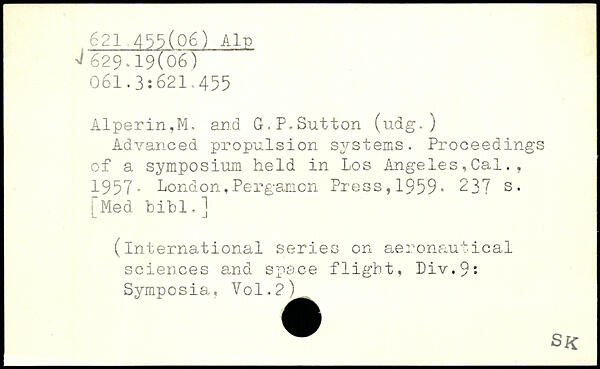 621.455(06) Alp
√629.19(06)
061.3:621.455
Alperin,M. and G.P.Sutton (udg.)
Advanced propulsion systems. Proceedings
of a symposium held in Los Angeles,Cal.,
1957. London,Pergamon Press,1959. 237 s.
[Med bibl.]
(International series on aeronautical
sciences and space flight, Div.9:
Symposia, Vol.2)
SK